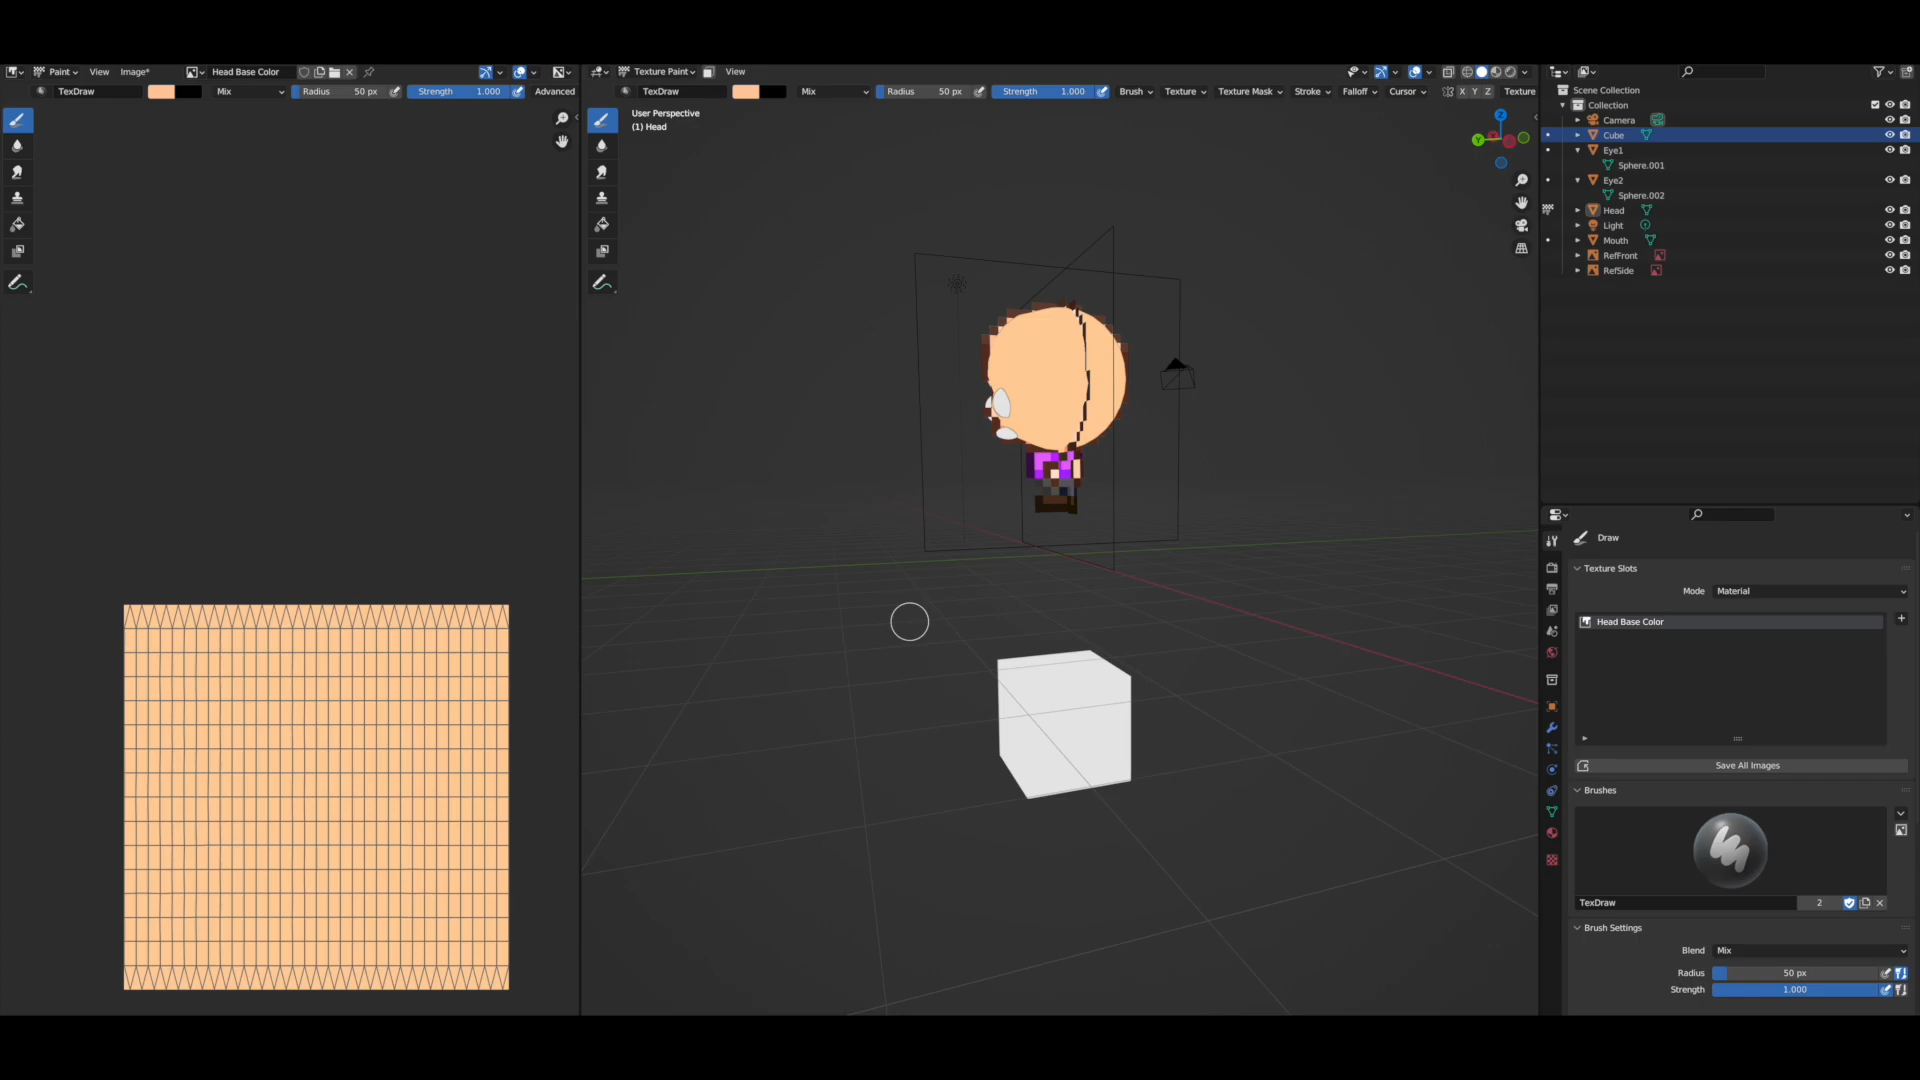 Paint View Image* Head Base Color
TexDraw Mix Radius 50 px Strength 1.000 Advanced
Texture Paint View
TexDraw Mix Radius 50 px Strength 1.000 Brush Texture Texture Mask Stroke Falloff Cursor X Y Z Texture
User Perspective
(1) Head
Z
Y
X
Scene Collection
Collection
Camera
Cube
Eye1
Sphere.001
Eye2
Sphere.002
Head
Light
Mouth
RefFront
RefSide
Draw
Texture Slots
Mode Material
Head Base Color
Save All Images
Brushes
TexDraw 2
Brush Settings
Blend Mix
Radius 50 px
Strength 1.000